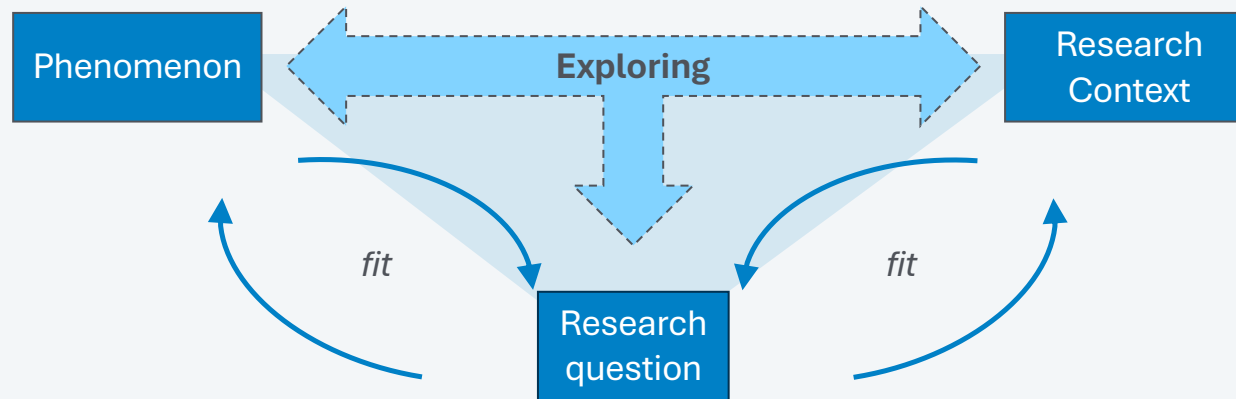 Phenomenon
Exploring
Research
Context
fit
fit
Research
question